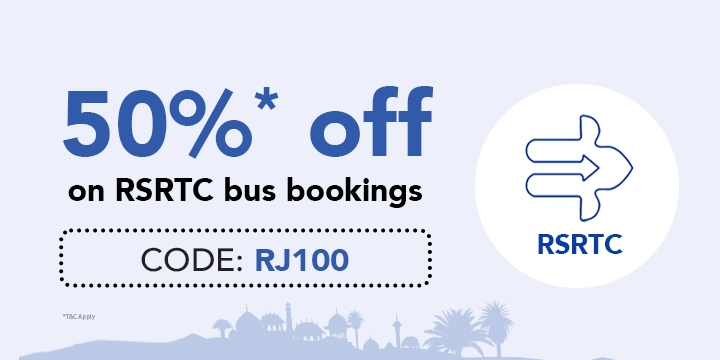 50%* off
on RSRTC bus bookings
CODE: RJ100
RSRTC
*T&C Apply